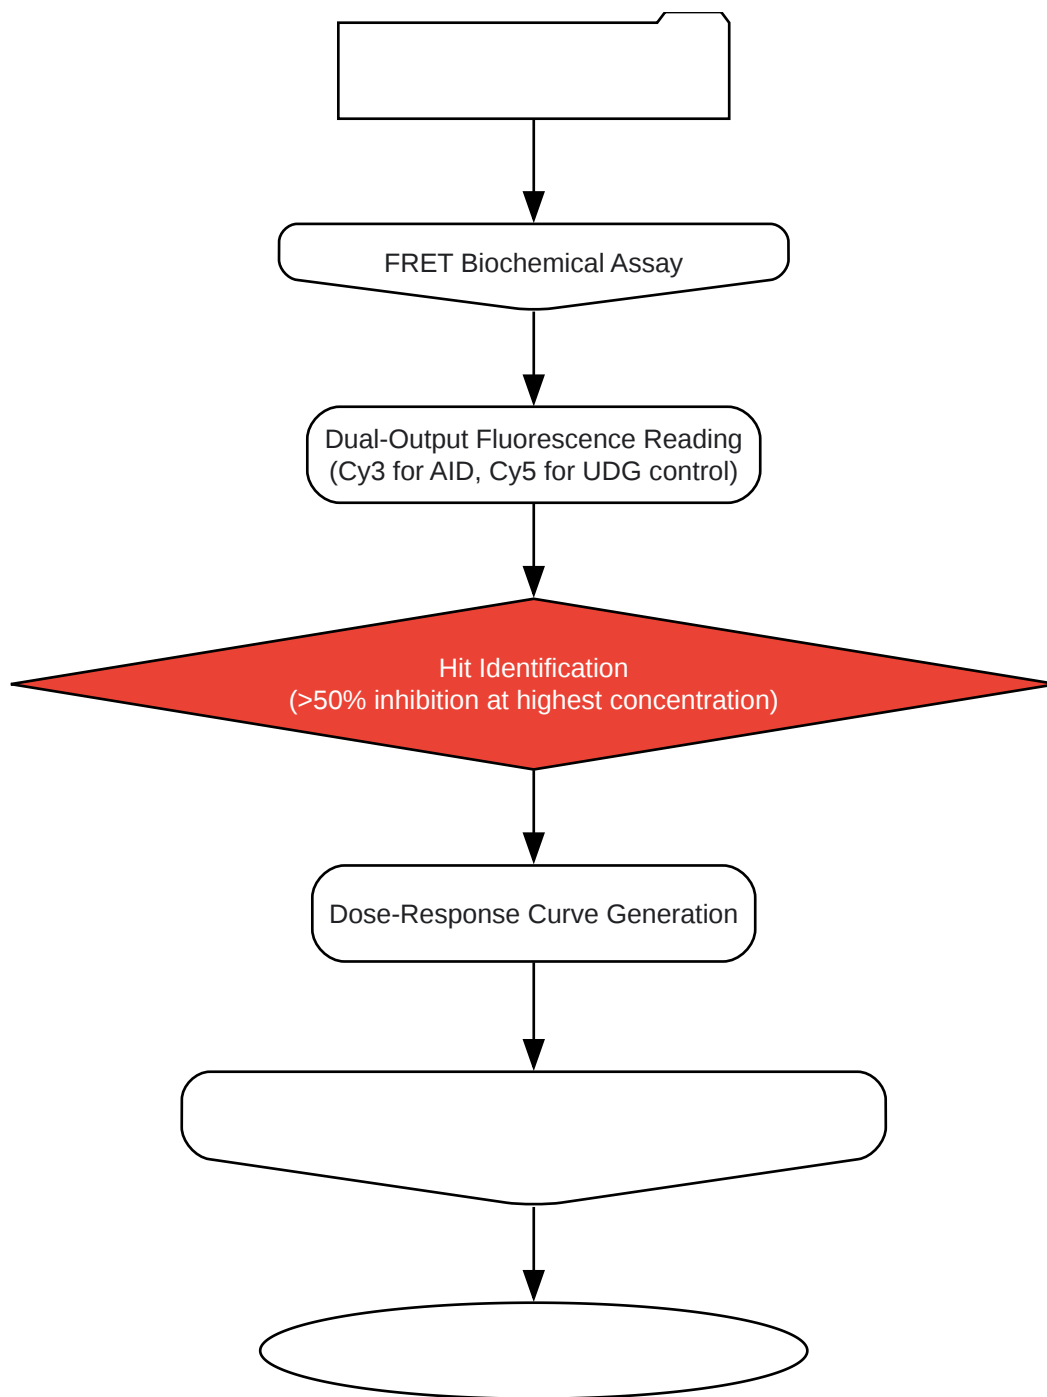 FRET Biochemical Assay
Dual-Output Fluorescence Reading
(Cy3 for AID, Cy5 for UDG control)
Hit Identification
(>50% inhibition at highest concentration)
Dose-Response Curve Generation